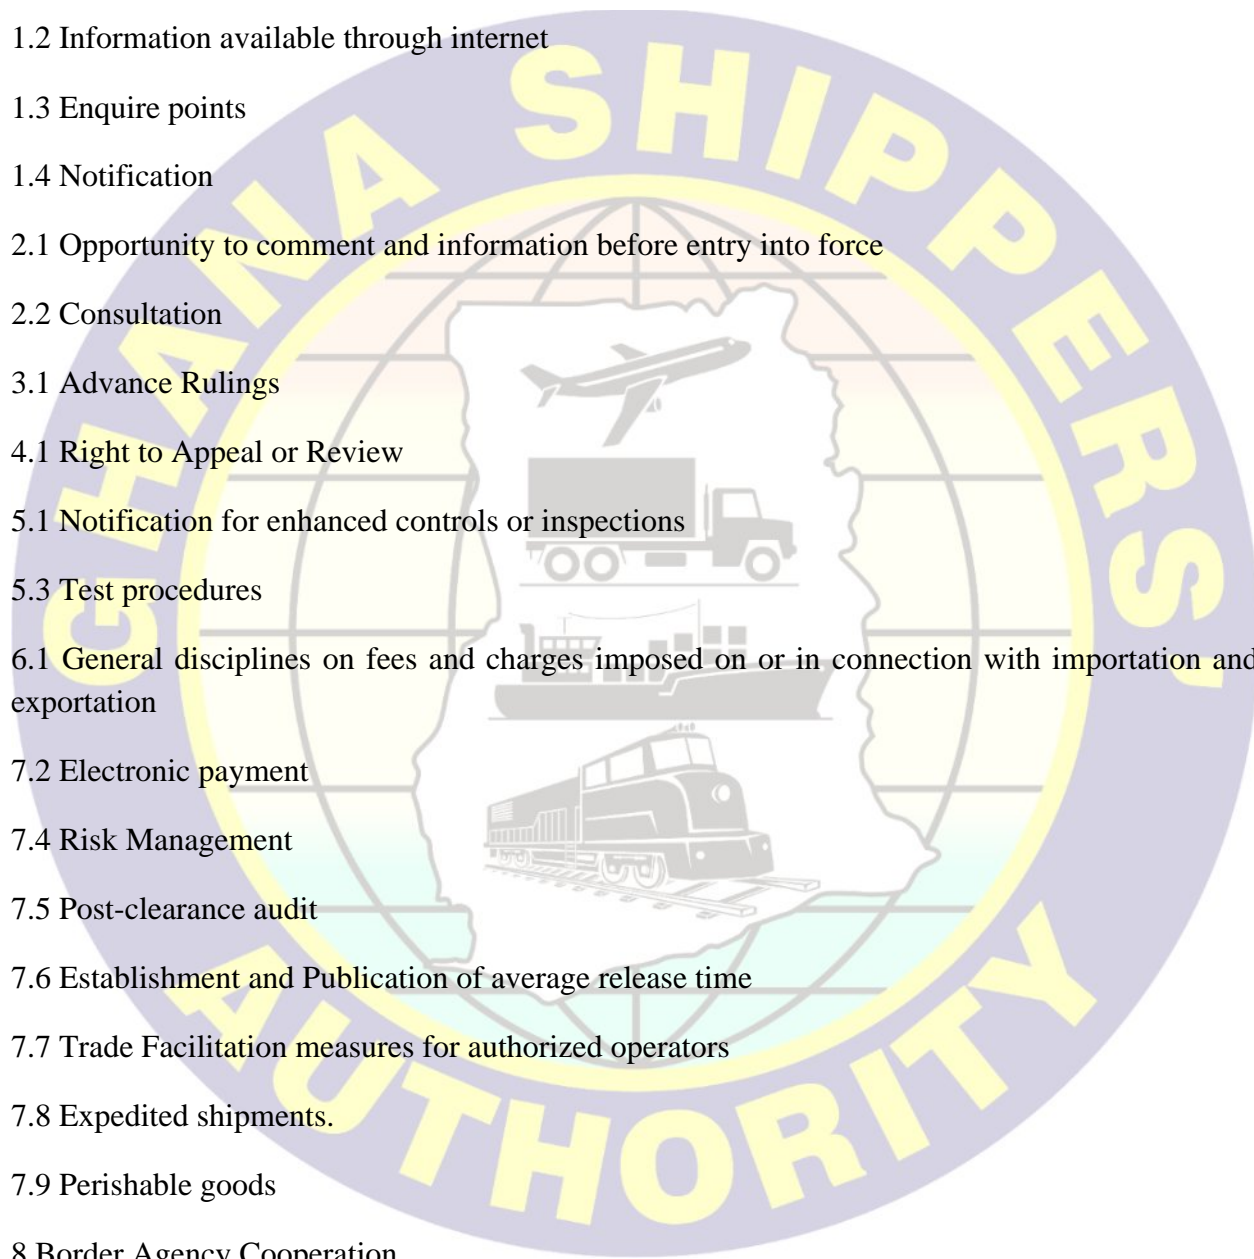 1.2 Information available through internet
1.3 Enquire points
1.4 Notification
2.1 Opportunity to comment and information before entry into force
2.2 Consultation
3.1 Advance Rulings
4.1 Right to Appeal or Review
5.1 Notification for enhanced controls or inspections
5.3 Test procedures
6.1 General disciplines on fees and charges imposed on or in connection with importation and
exportation
7.2 Electronic payment
7.4 Risk Management
7.5 Post-clearance audit
7.6 Establishment and Publication of average release time
7.7 Trade Facilitation measures for authorized operators
7.8 Expedited shipments.
7.9 Perishable goods
8 Border Agency Cooperation
GHANA SHIPPERS'
AUTHORITY